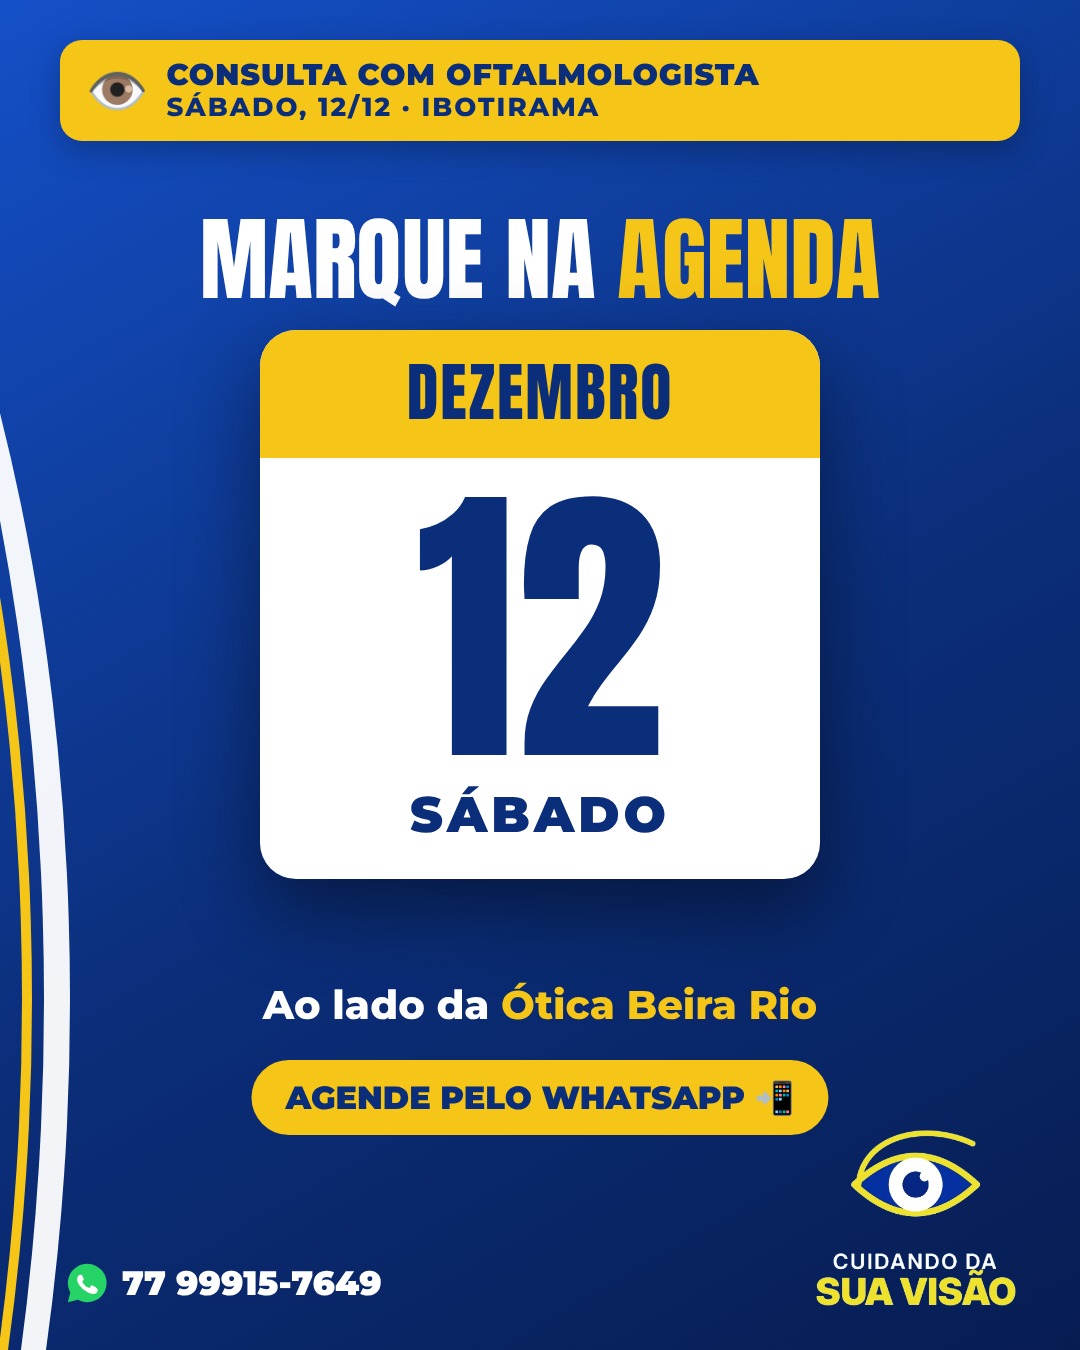 CONSULTA COM OFTALMOLOGISTA
SÁBADO, 12/12 · IBOTIRAMA
MARQUE NA AGENDA
DEZEMBRO
12
SÁBADO
Ao lado da Ótica Beira Rio
AGENDE PELO WHATSAPP
77 99915-7649
CUIDANDO DA
SUA VISÃO